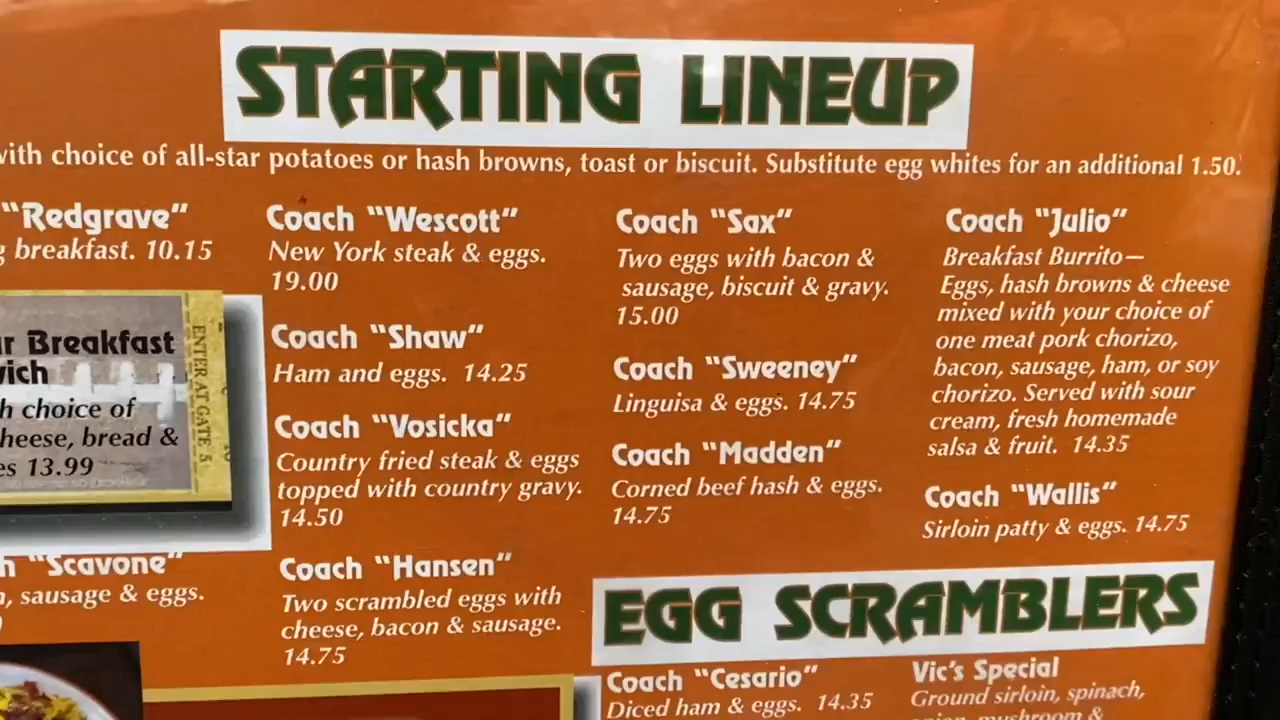 STARTING LINEUP
with choice of all-star potatoes or hash browns, toast or biscuit. Substitute egg whites for an additional 1.50.
"Redgrave"
breakfast. 10.15
Breakfast
h choice of
cheese, bread &
13.99
ENTER AT GATE 5
"Scavone"
, sausage & eggs.
Coach "Wescott"
New York steak & eggs.
19.00
Coach "Shaw"
Ham and eggs. 14.25
Coach "Vosicka"
Country fried steak & eggs
topped with country gravy.
14.50
Coach "Hansen"
Two scrambled eggs with
cheese, bacon & sausage.
14.75
Coach "Sax"
Two eggs with bacon &
sausage, biscuit & gravy.
15.00
Coach "Sweeney"
Linguisa & eggs. 14.75
Coach "Madden"
Corned beef hash & eggs.
14.75
Coach "Julio"
Breakfast Burrito—
Eggs, hash browns & cheese
mixed with your choice of
one meat pork chorizo,
bacon, sausage, ham, or soy
chorizo. Served with sour
cream, fresh homemade
salsa & fruit. 14.35
Coach "Wallis"
Sirloin patty & eggs. 14.75
EGG SCRAMBLERS
Coach "Cesario"
Diced ham & eggs. 14.35
Vic's Special
Ground sirloin, spinach,
mushroom &